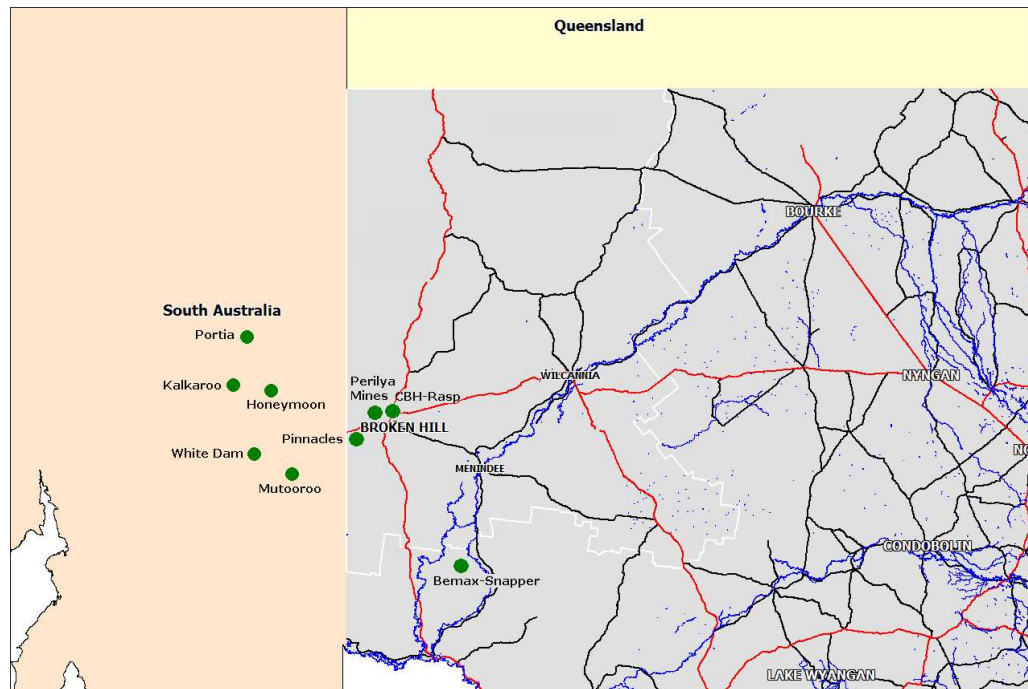 Queensland
BOURKE
South Australia
Portia
Kalkaroo
Honeymoon
Perilya
Mines
CBH-Rasp
WILCANNIA
NYNGAN
BROKEN HILL
Pinnacles
White Dam
Mutooroo
MENINDEE
CONDOBOLIN
Bemax-Snapper
LAKE WYANGAN